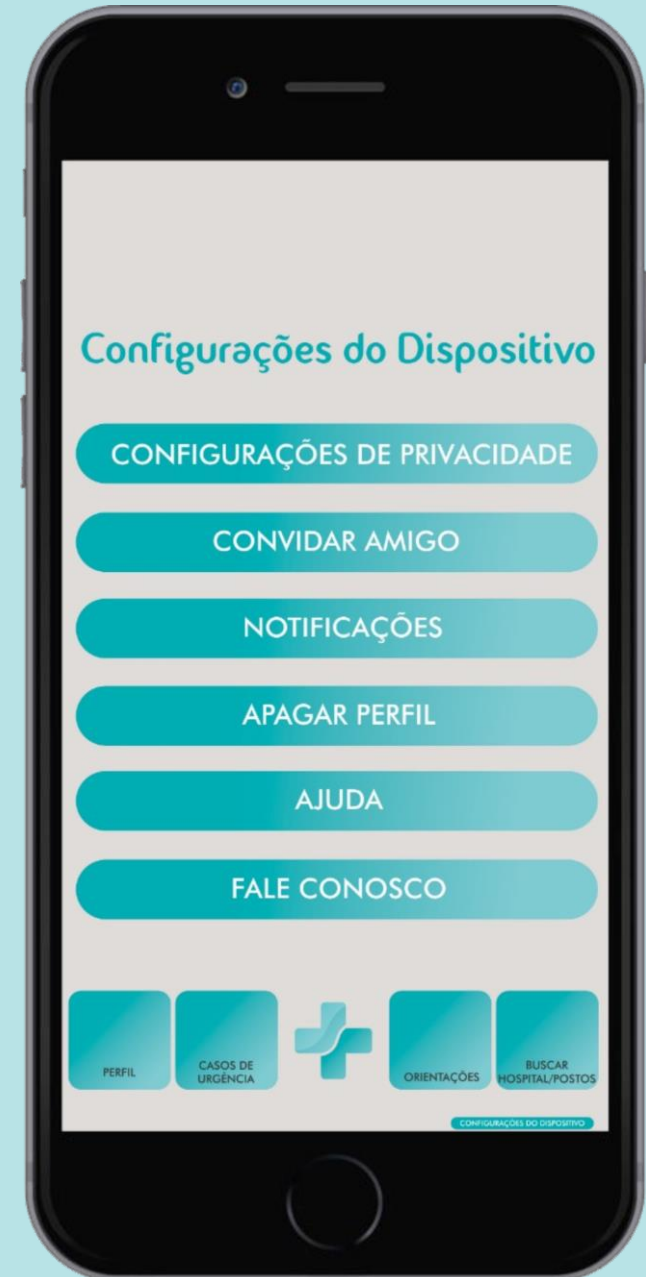 Configurações do Dispositivo
CONFIGURAÇÕES DE PRIVACIDADE
CONVIDAR AMIGO
NOTIFICAÇÕES
APAGAR PERFIL
AJUDA
FALE CONOSCO
PERFIL
CASOS DE
URGÊNCIA
ORIENTAÇÕES
BUSCAR
HOSPITAL/POSTOS
CONFIGURAÇÕES DO DISPOSITIVO